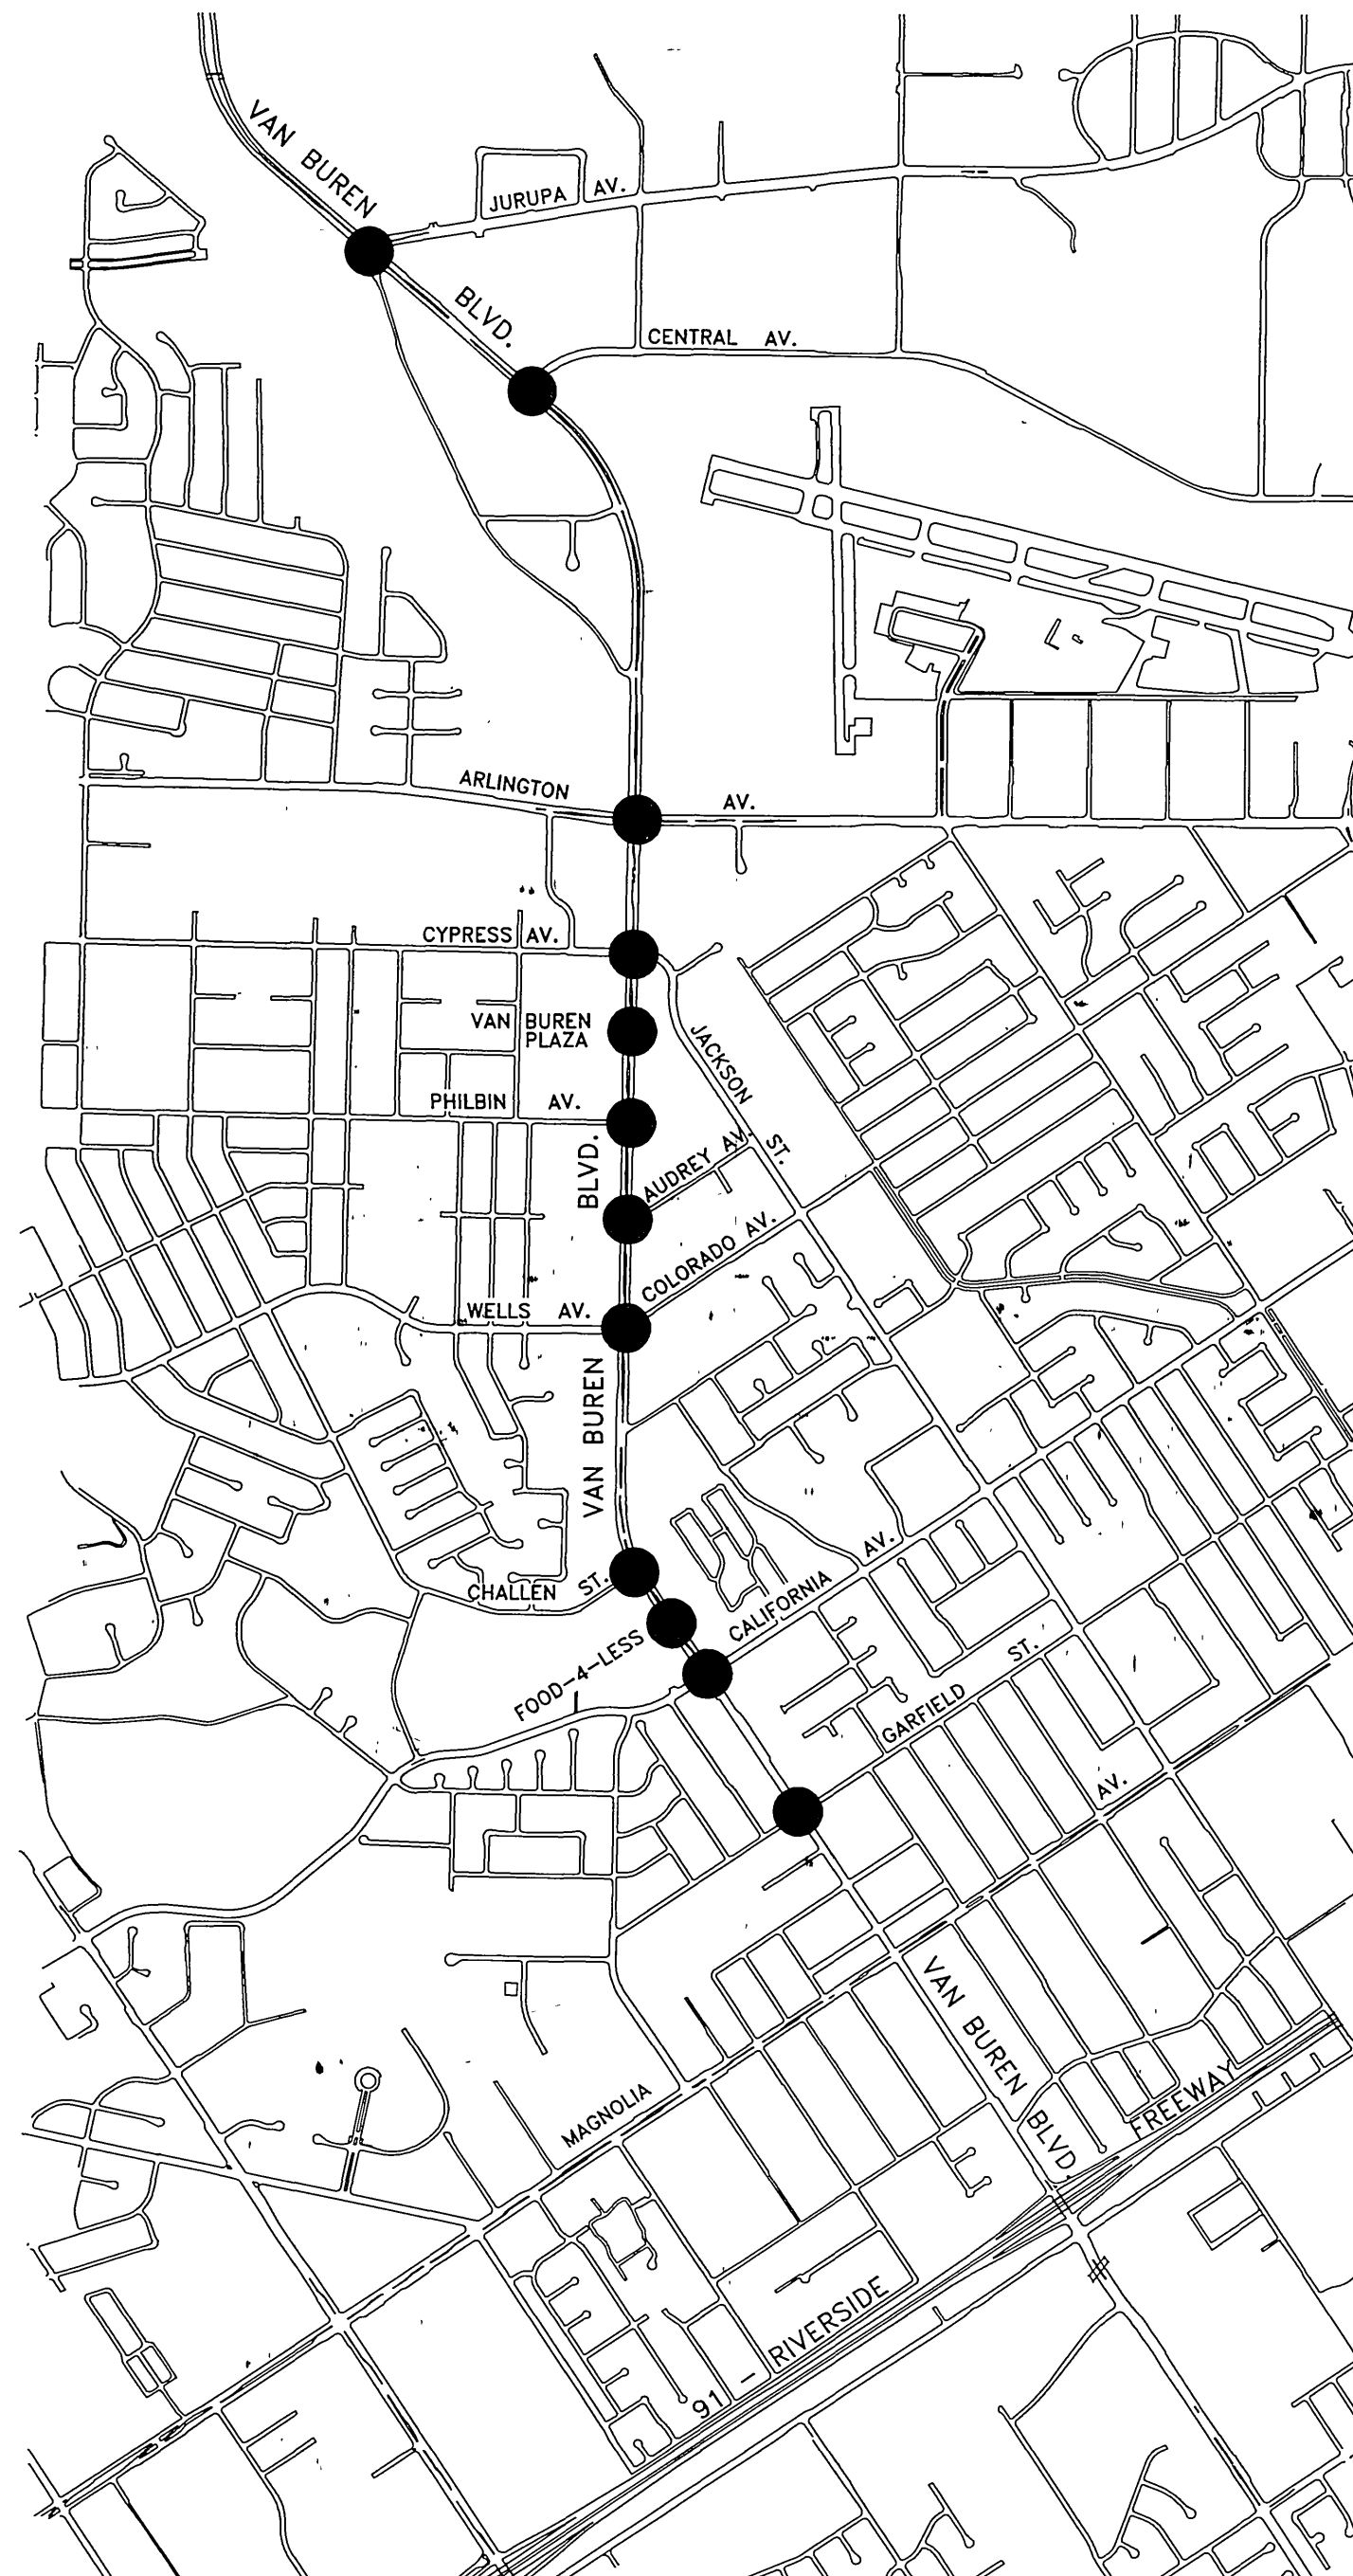 VAN BUREN
JURUPA AV.
BLVD.
CENTRAL AV.
ARLINGTON AV.
CYPRESS AV.
VAN BUREN
PLAZA
JACKSON ST.
PHILBIN AV.
BLVD.
AUDREY AV.
COLORADO AV.
WELLS AV.
VAN BUREN
CHALLEN ST.
CALIFORNIA AV.
FOOD-4-LESS
GARFIELD ST.
AV.
VAN BUREN BLVD.
MAGNOLIA
FREEWAY
91 - RIVERSIDE